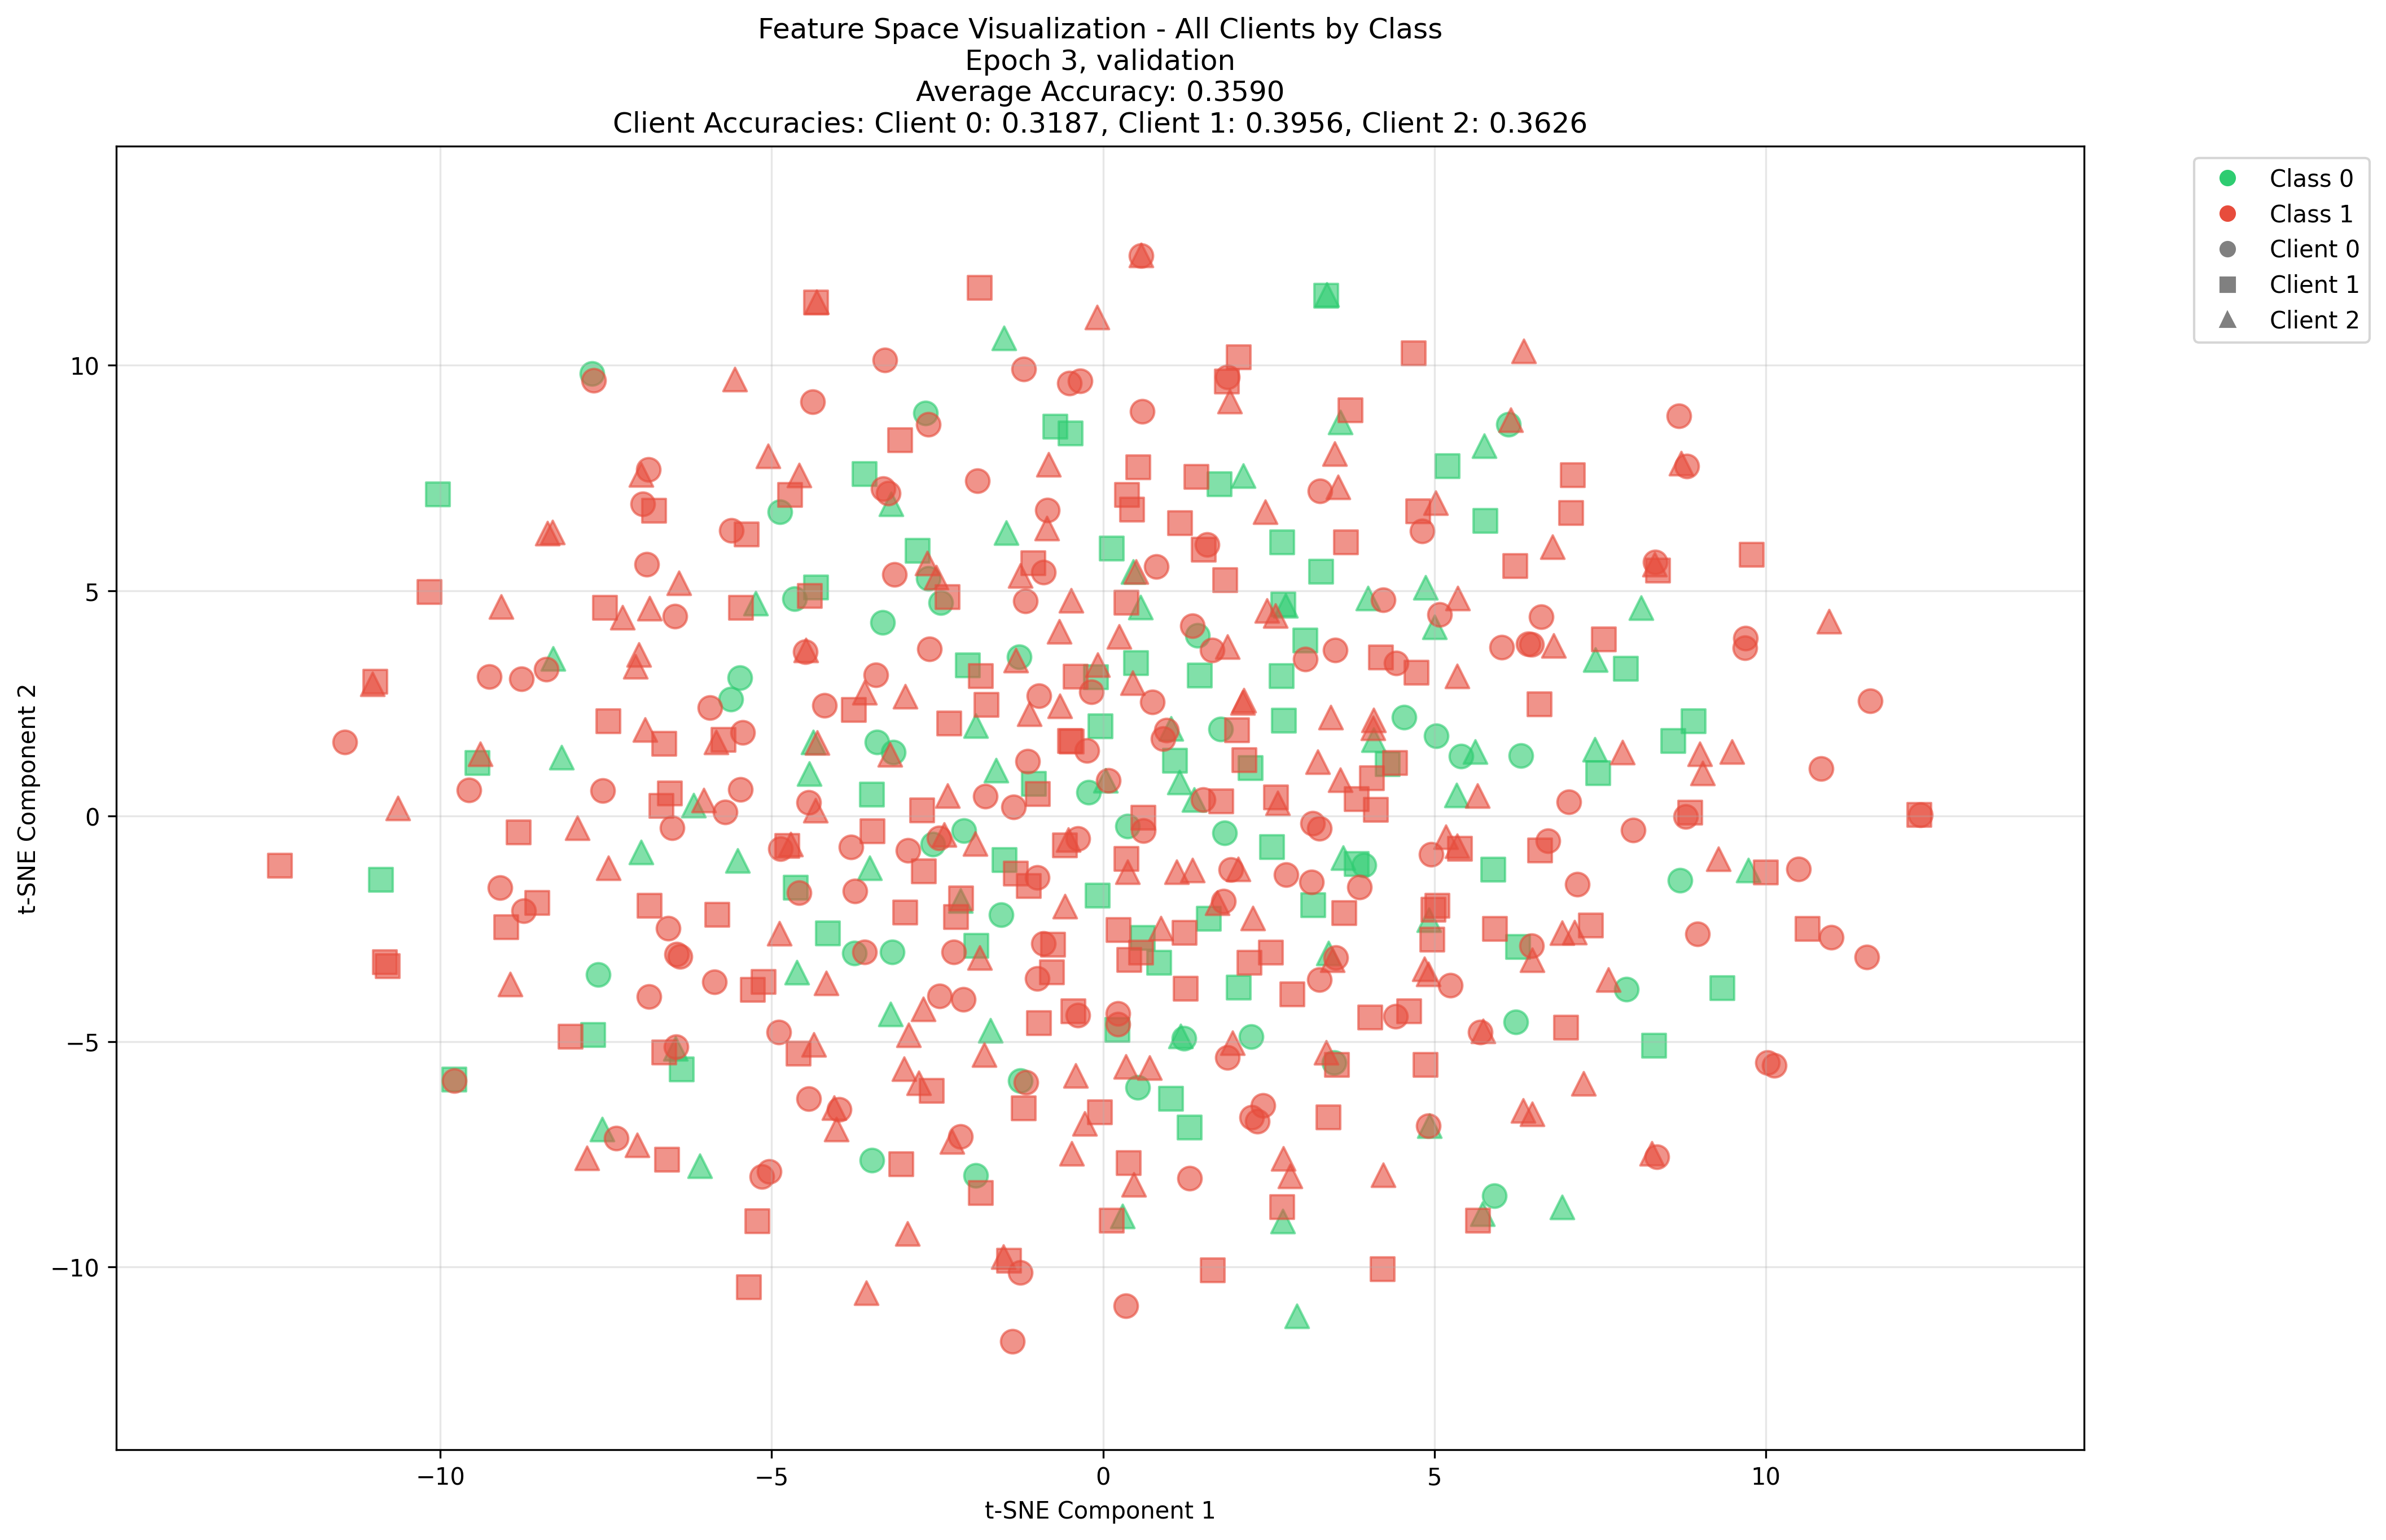 Feature Space Visualization - All Clients by Class
Epoch 3, validation
Average Accuracy: 0.3590
Client Accuracies: Client 0: 0.3187, Client 1: 0.3956, Client 2: 0.3626
Class 0
Class 1
Client 0
Client 1
Client 2
t-SNE Component 2
10
5
0
−5
−10
−10
−5
0
5
10
t-SNE Component 1